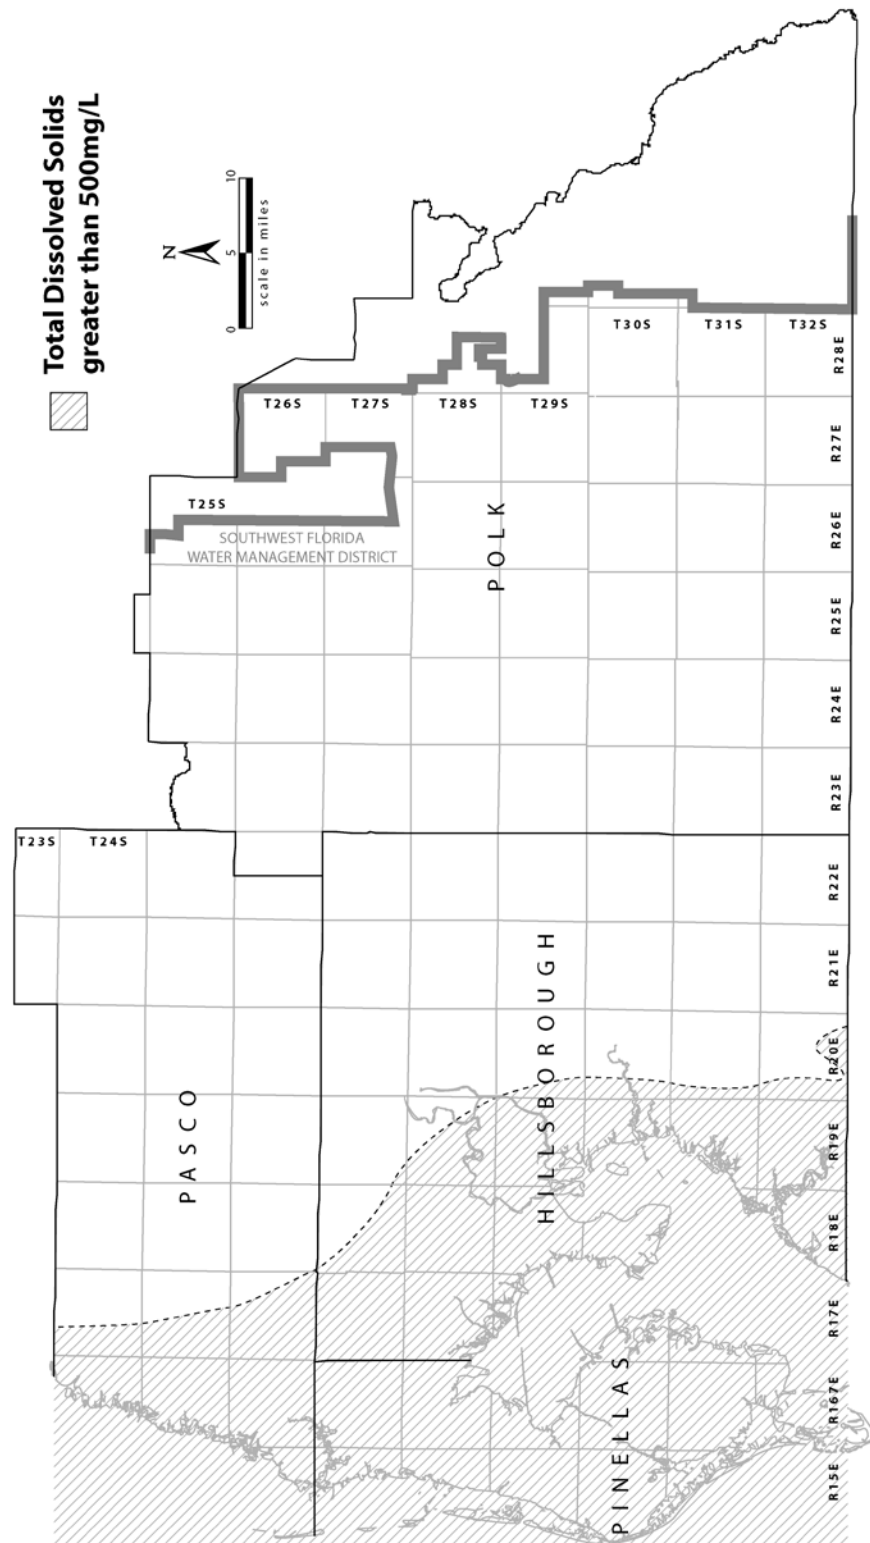 Total Dissolved Solids
greater than 500mg/L
N
0 5 10
scale in miles
T26S
T27S
T28S
T29S
T30S
T31S
T32S
R28E
R27E
T25S
SOUTHWEST FLORIDA
WATER MANAGEMENT DISTRICT
POLK
R26E
R25E
R24E
R23E
T23S
T24S
R22E
R21E
HILLSBOROUGH
R20E
PASCO
R19E
R18E
R17E
PINELLAS
R167E
R15E